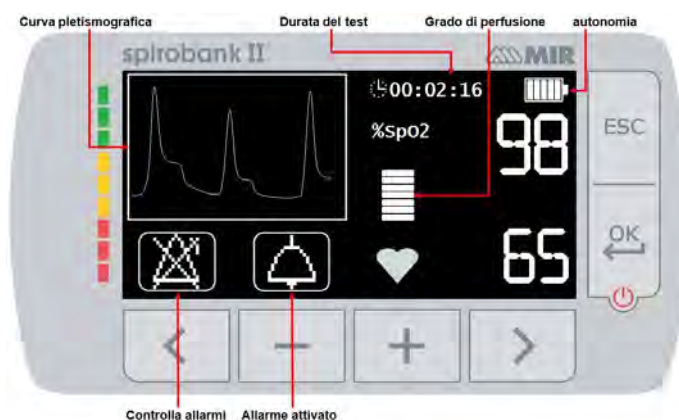 Curva pletismografica
Durata del test
Grado di perfusione
autonomia
spirobank II
MIR
00:02:16
%SpO2
98
ESC
OK
65
Controlla allarmi
Allarme attivato